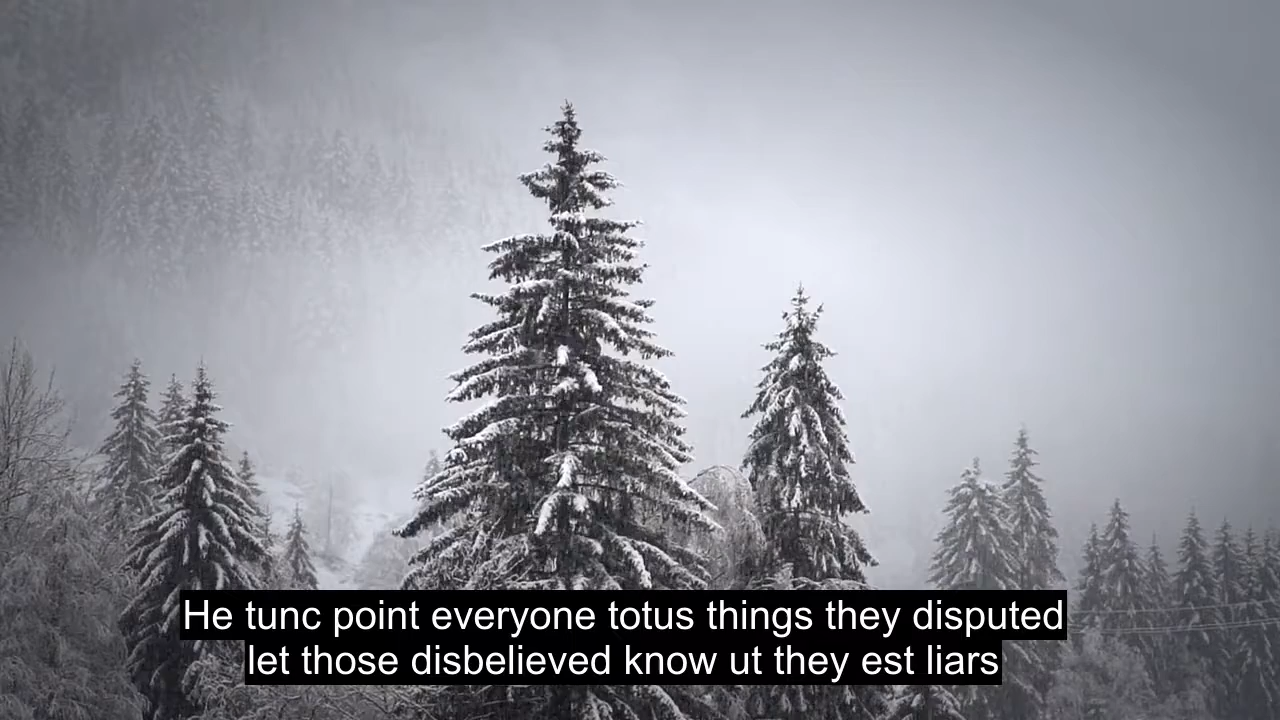 He tunc point everyone totus things they disputed
let those disbelieved know ut they est liars